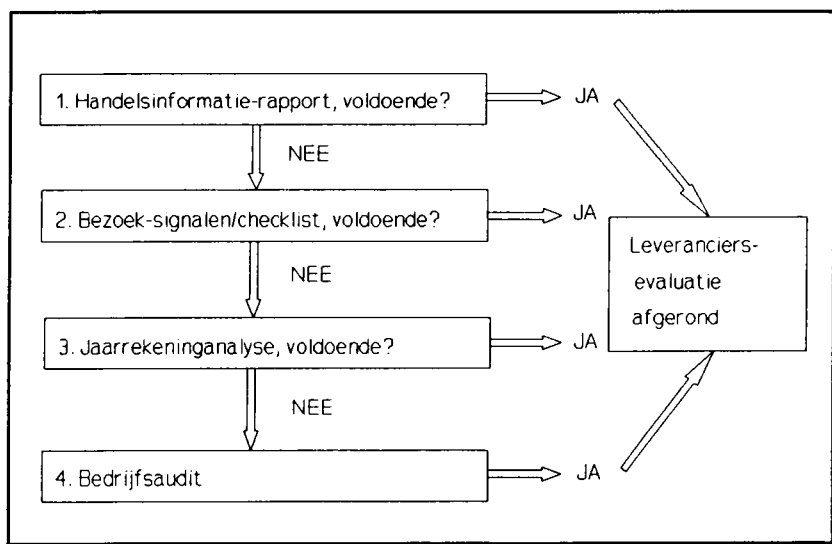 1. Handelsinformatie-rapport, voldoende?
JA
NEE
2. Bezoek-signalen/checklist, voldoende?
JA
NEE
3. Jaarrekeninganalyse, voldoende?
JA
NEE
4. Bedrijfsaudit
JA
Leveranciers-
evaluatie
afgerond